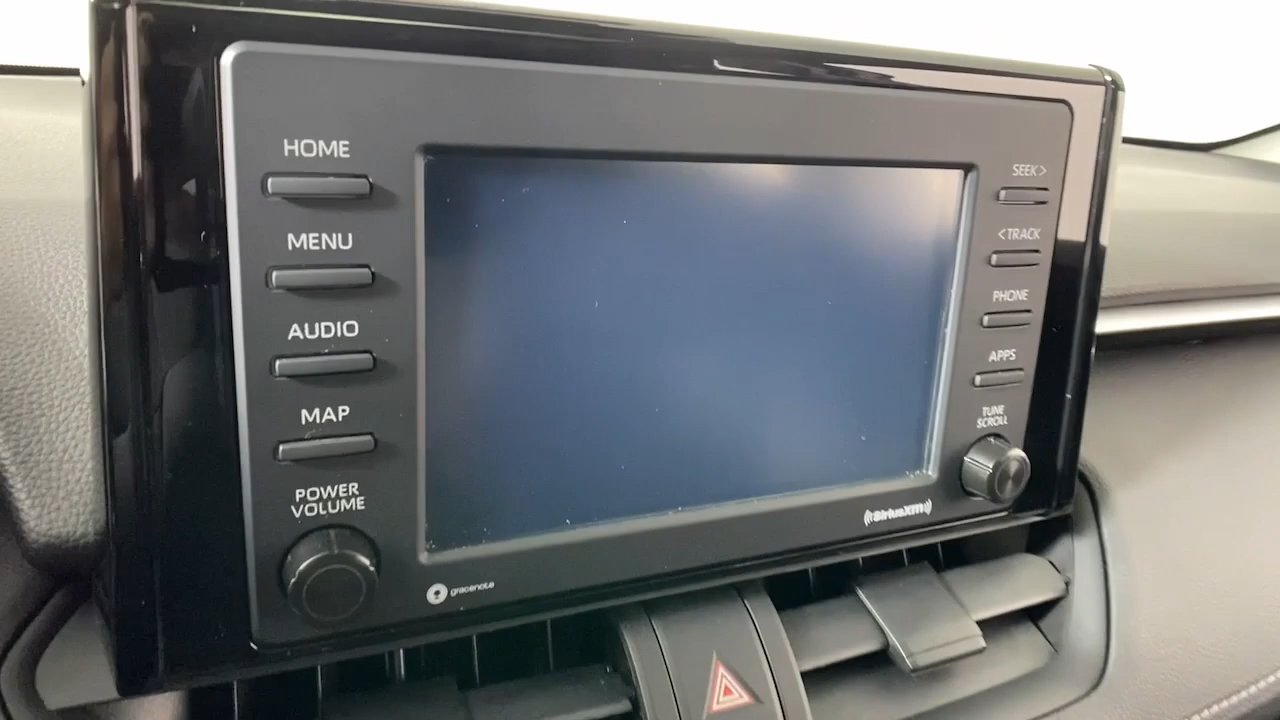 HOME
MENU
AUDIO
MAP
POWER
VOLUME
gracenote
SEEK>
<TRACK
PHONE
APPS
TUNE
SCROLL
((SiriusXM))